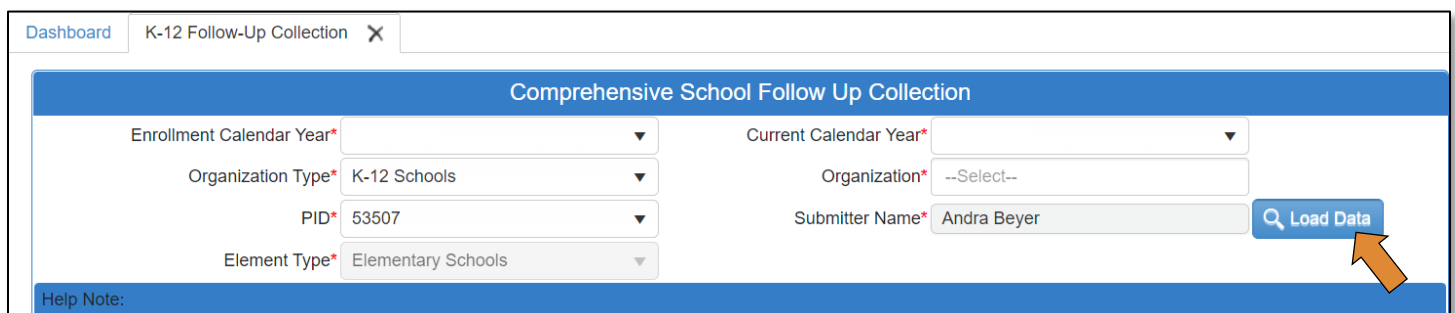 Dashboard K-12 Follow-Up Collection
Comprehensive School Follow Up Collection
Enrollment Calendar Year* Current Calendar Year*
Organization Type* K-12 Schools Organization* --Select--
PID* 53507 Submitter Name* Andra Beyer Load Data
Element Type* Elementary Schools
Help Note: